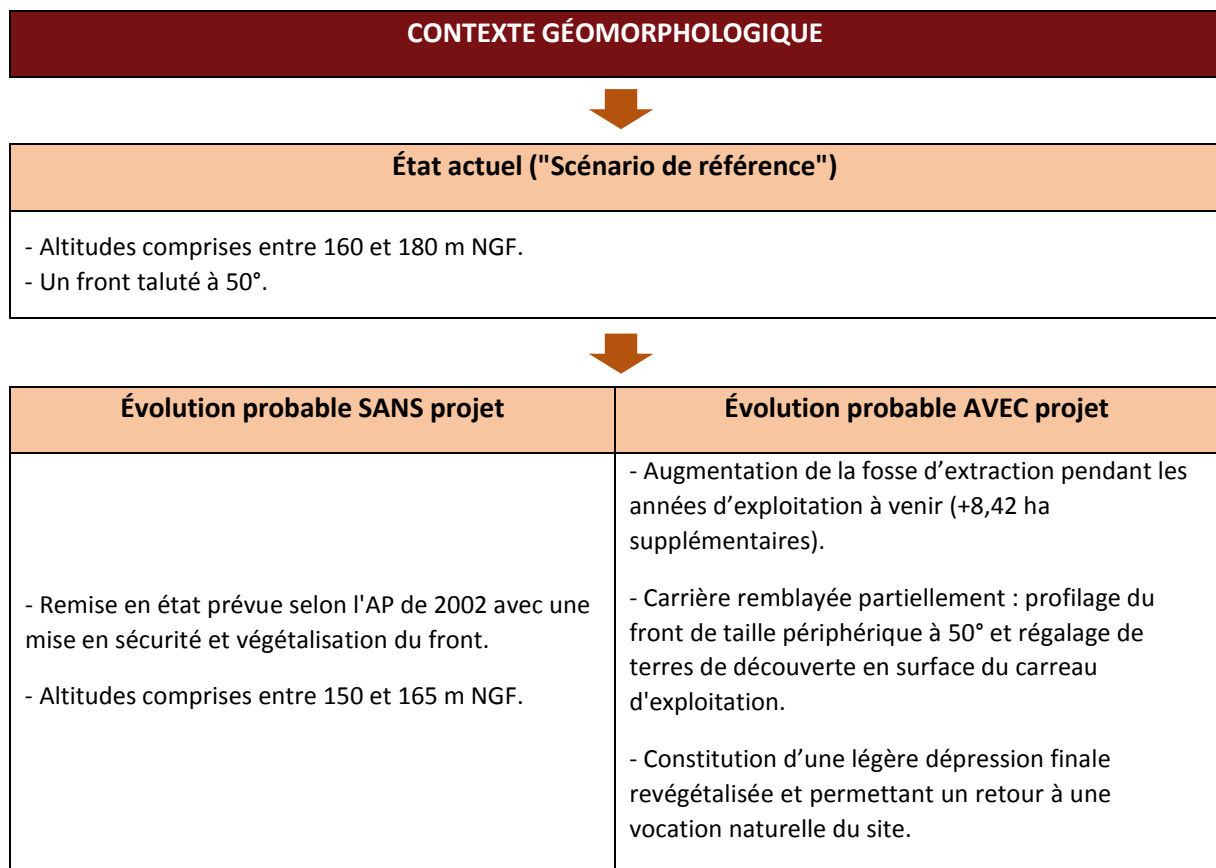 CONTEXTE GÉOMORPHOLOGIQUE
État actuel ("Scénario de référence")
- Altitudes comprises entre 160 et 180 m NGF.
- Un front taluté à 50°.
Évolution probable SANS projet
- Remise en état prévue selon l'AP de 2002 avec une
mise en sécurité et végétalisation du front.
- Altitudes comprises entre 150 et 165 m NGF.
Évolution probable AVEC projet
- Augmentation de la fosse d’extraction pendant les
années d’exploitation à venir (+8,42 ha
supplémentaires).
- Carrière remblayée partiellement : profilage du
front de taille périphérique à 50° et régalage de
terres de découverte en surface du carreau
d'exploitation.
- Constitution d’une légère dépression finale
revégétalisée et permettant un retour à une
vocation naturelle du site.